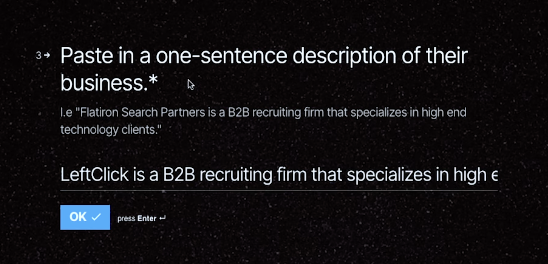 3→ Paste in a one-sentence description of their
business.*
I.e "Flatiron Search Partners is a B2B recruiting firm that specializes in high end
technology clients."
LeftClick is a B2B recruiting firm that specializes in high e
OK ✓ press Enter ↵